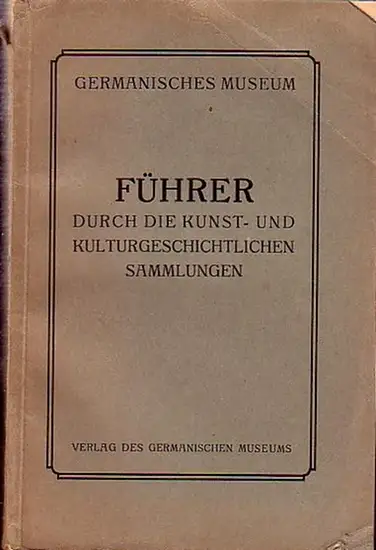 GERMANISCHES MUSEUM
FÜHRER
DURCH DIE KUNST- UND
KULTURGESCHICHTLICHEN
SAMMLUNGEN
VERLAG DES GERMANISCHEN MUSEUMS